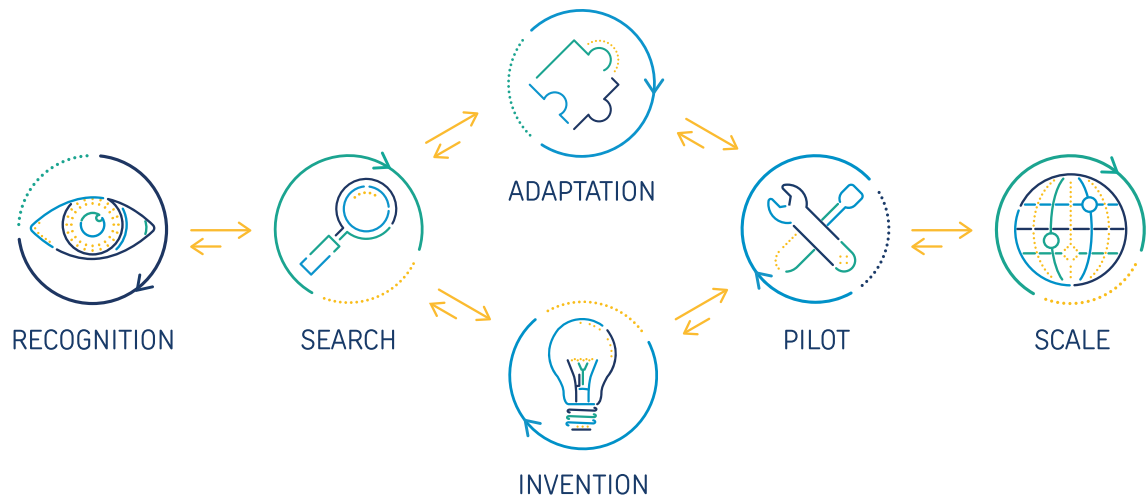 RECOGNITION
SEARCH
ADAPTATION
INVENTION
PILOT
SCALE